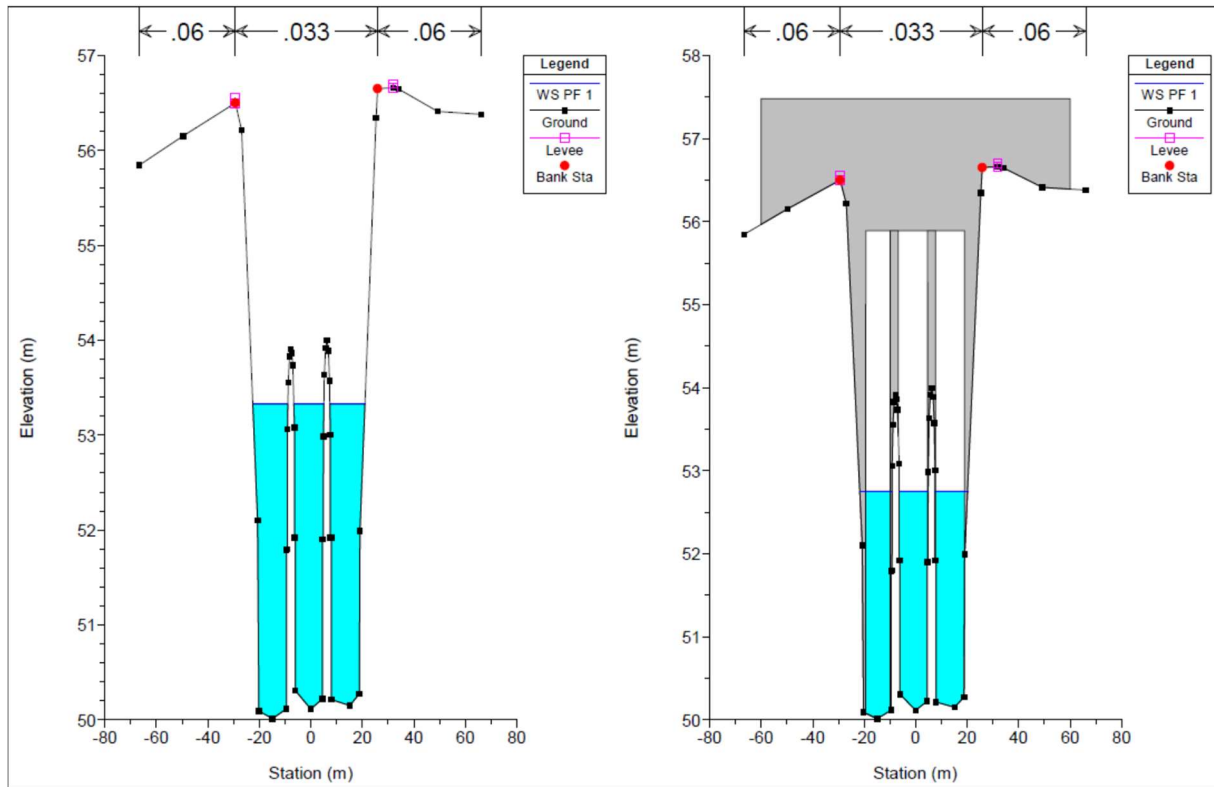 .06 .033 .06
57
56
55
54
53
52
51
50
Elevation (m)
-80 -60 -40 -20 0 20 40 60 80
Station (m)
Legend
WS PF 1
Ground
Levee
Bank Sta
.06 .033 .06
58
57
56
55
54
53
52
51
50
Elevation (m)
-80 -60 -40 -20 0 20 40 60 80
Station (m)
Legend
WS PF 1
Ground
Levee
Bank Sta